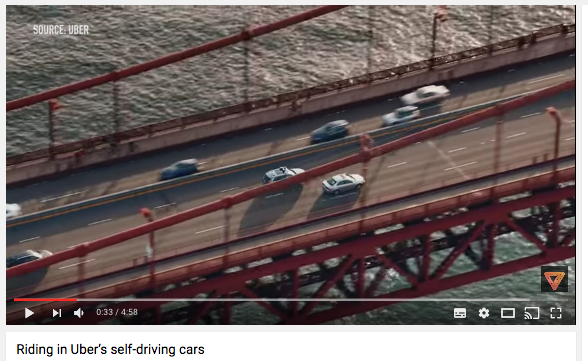 SOURCE: UBER
0:33 / 4:58
Riding in Uber's self-driving cars